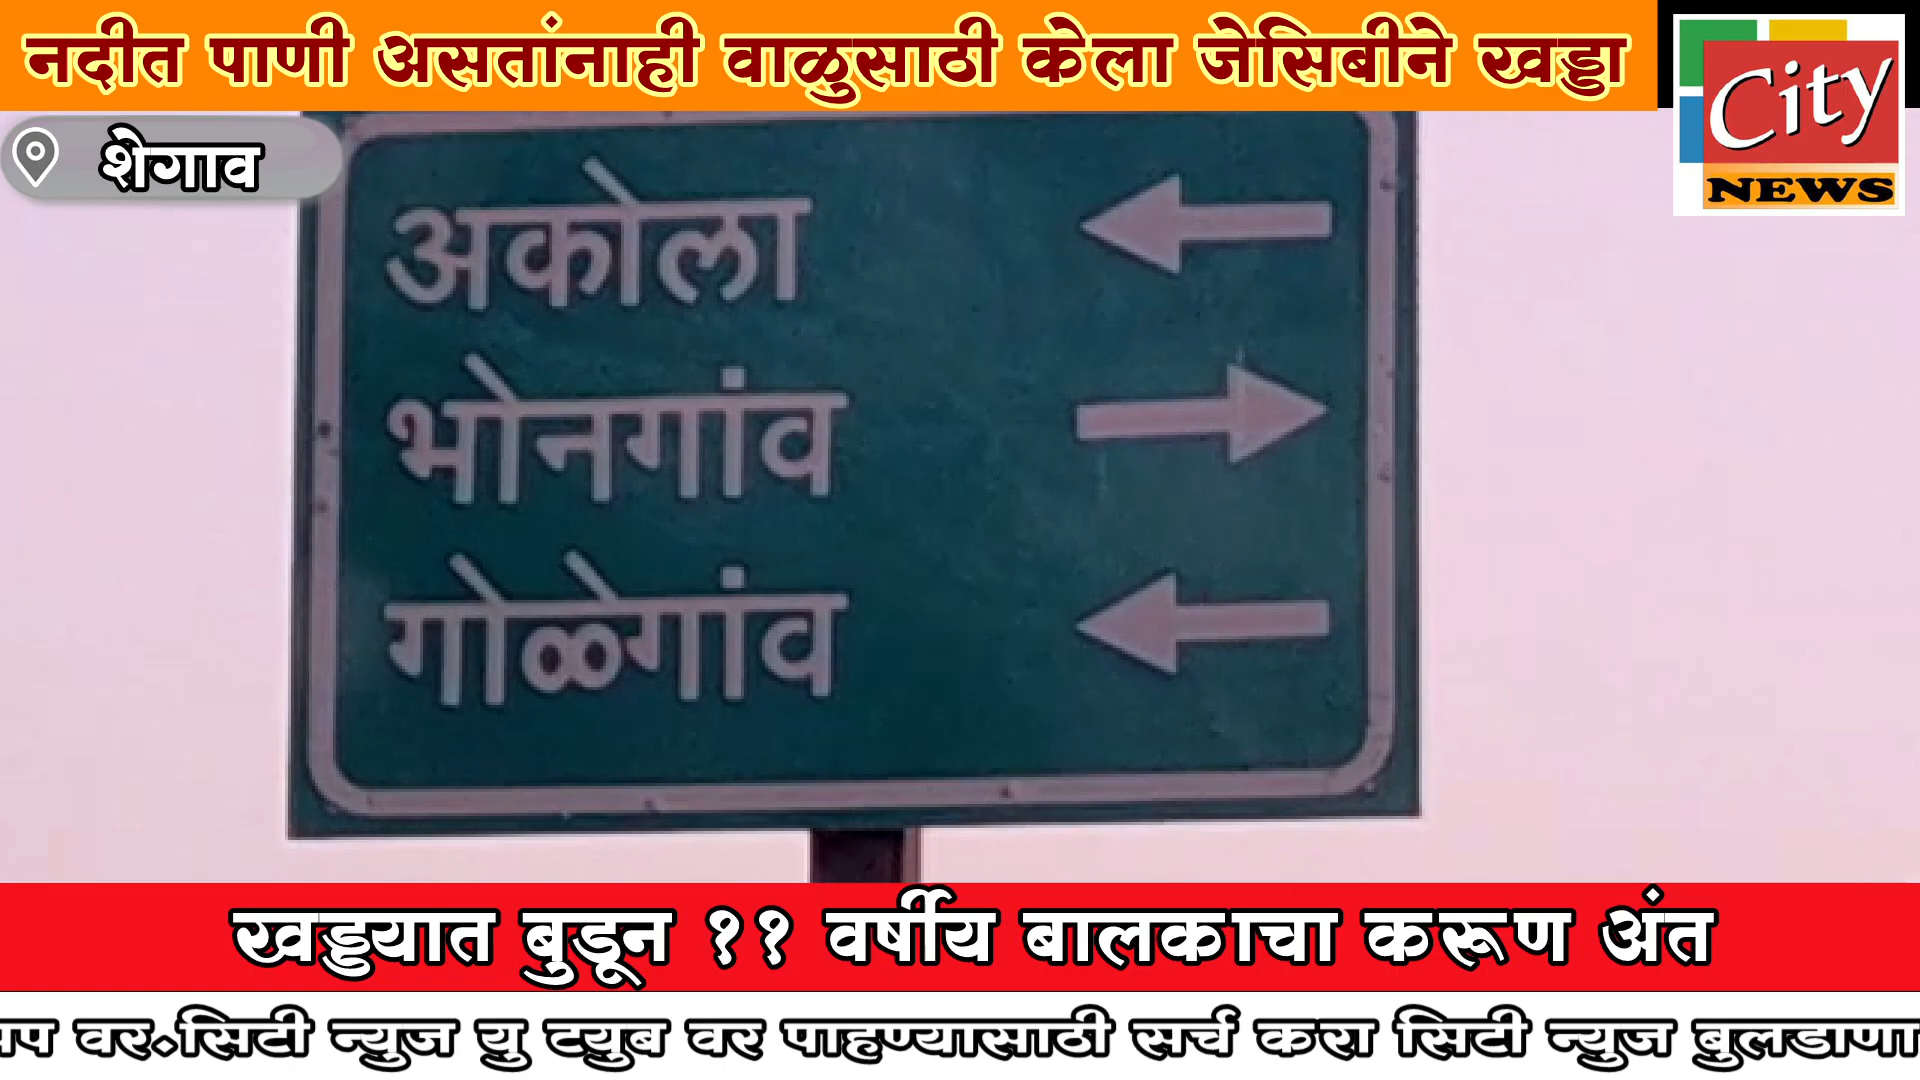 नदीत पाणी असतांनाही वाळुसाठी केला जेसिबीने खड्डा
City
NEWS
शेगाव
अकोला
भोनगांव
गोळेगांव
खड्डयात बुडून ११ वर्षीय बालकाचा करूण अंत
वर.सिटी न्युज यु ट्युब वर पाहण्यासाठी सर्च करा सिटी न्युज बुलडाणा